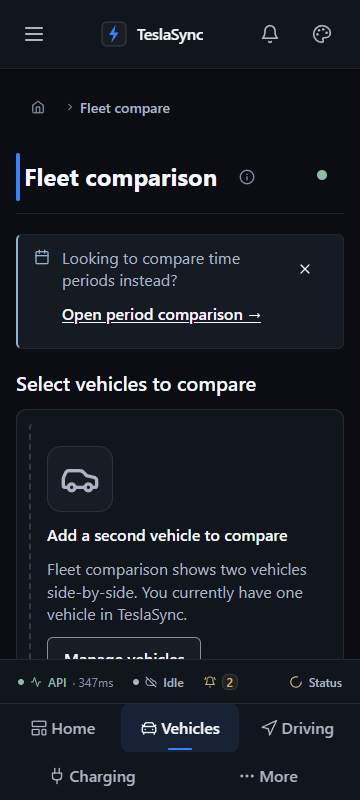 TeslaSync
Fleet compare
Fleet comparison
Looking to compare time
periods instead?
Open period comparison →
Select vehicles to compare
Add a second vehicle to compare
Fleet comparison shows two vehicles
side-by-side. You currently have one
vehicle in TeslaSync.
Manage vehicles
API · 347ms Idle 2 Status
Home Vehicles Driving
Charging More